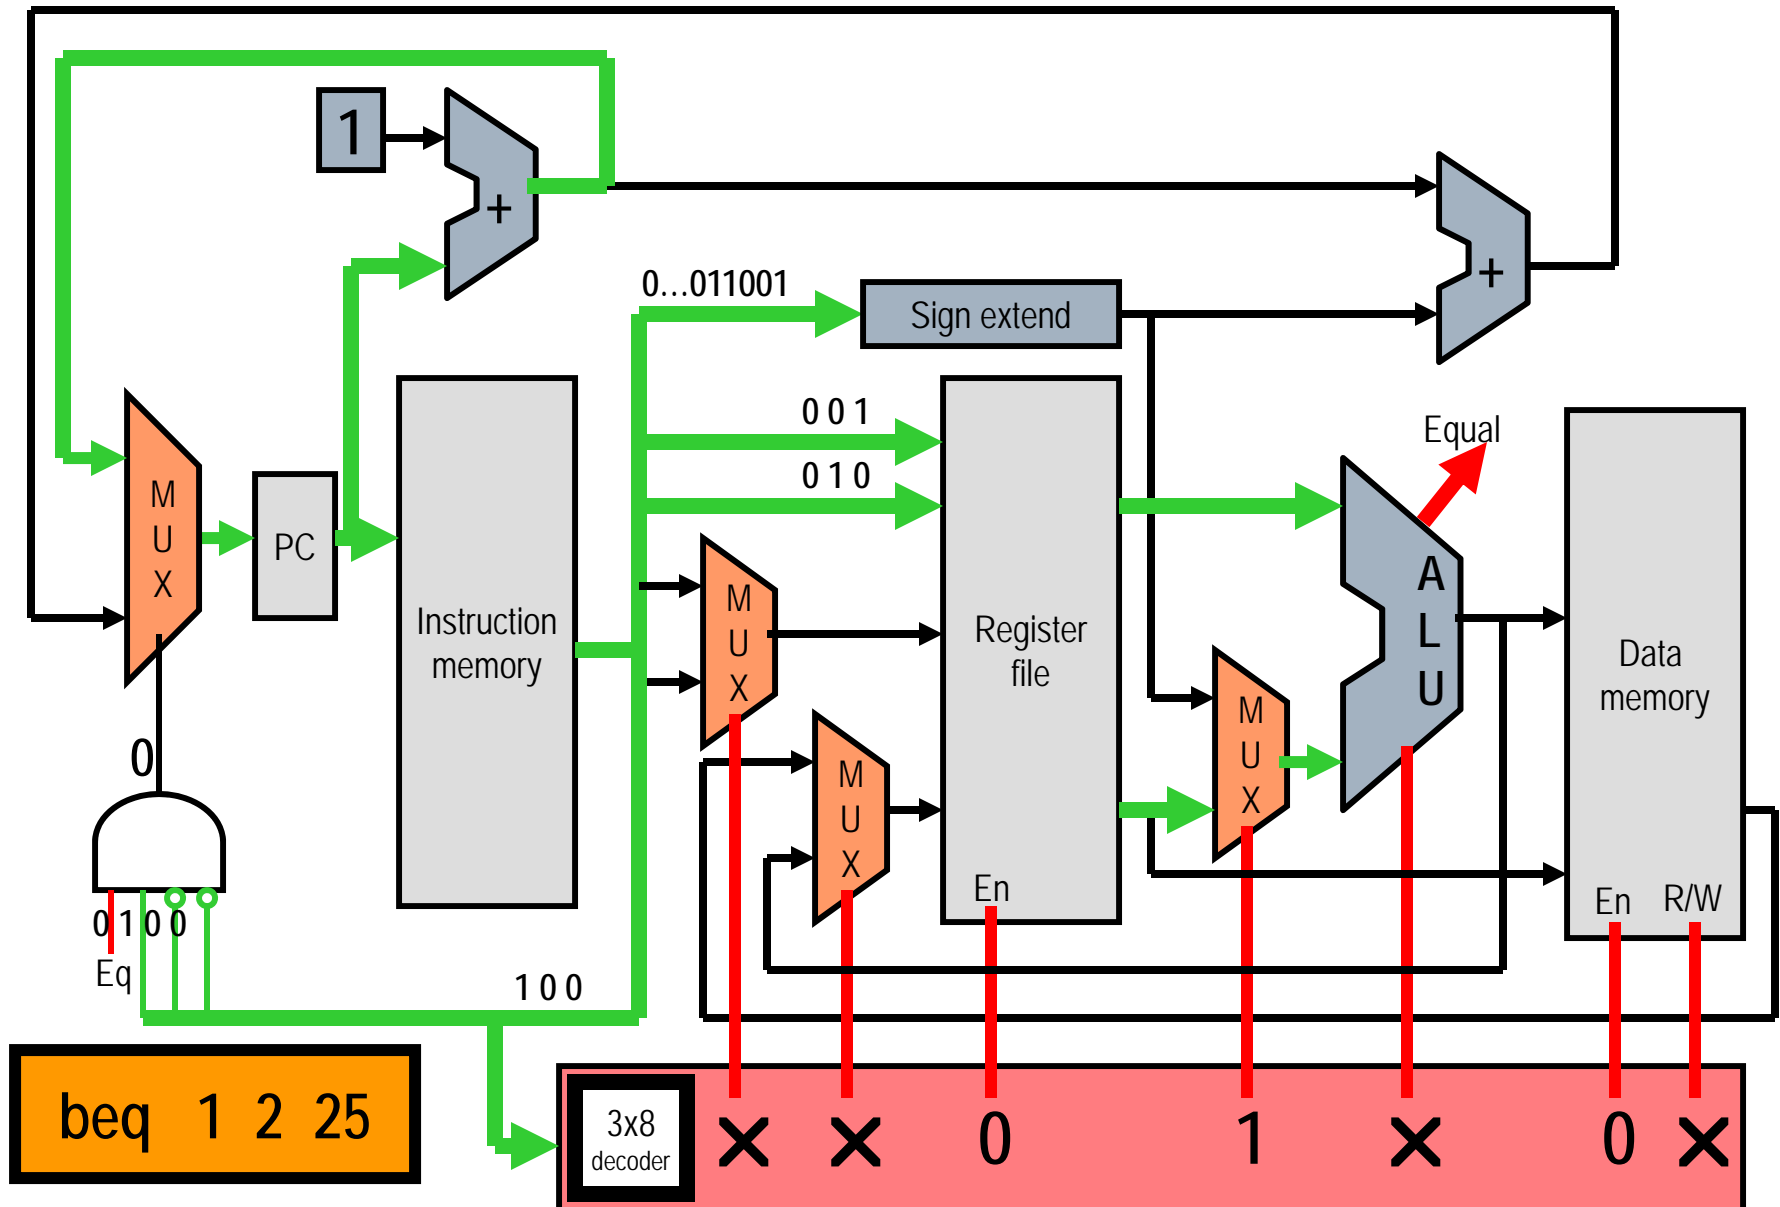 1
+
+
0...011001
Sign extend
0 0 1
0 1 0
Equal
M
U
X
PC
Instruction
memory
M
U
X
Register
file
A
L
U
M
U
X
Data
memory
M
U
X
0
En
En
R/W
0 1 0 0
Eq
1 0 0
beq 1 2 25
3x8
decoder
X X 0 1 X 0 X